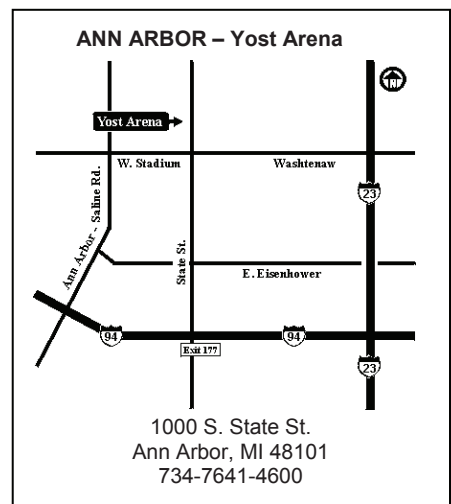 ANN ARBOR – Yost Arena
N
Yost Arena
W. Stadium
Washtenaw
23
Ann Arbor - Saline Rd.
State St.
E. Eisenhower
94
94
Exit 177
23
1000 S. State St.
Ann Arbor, MI 48101
734-7641-4600